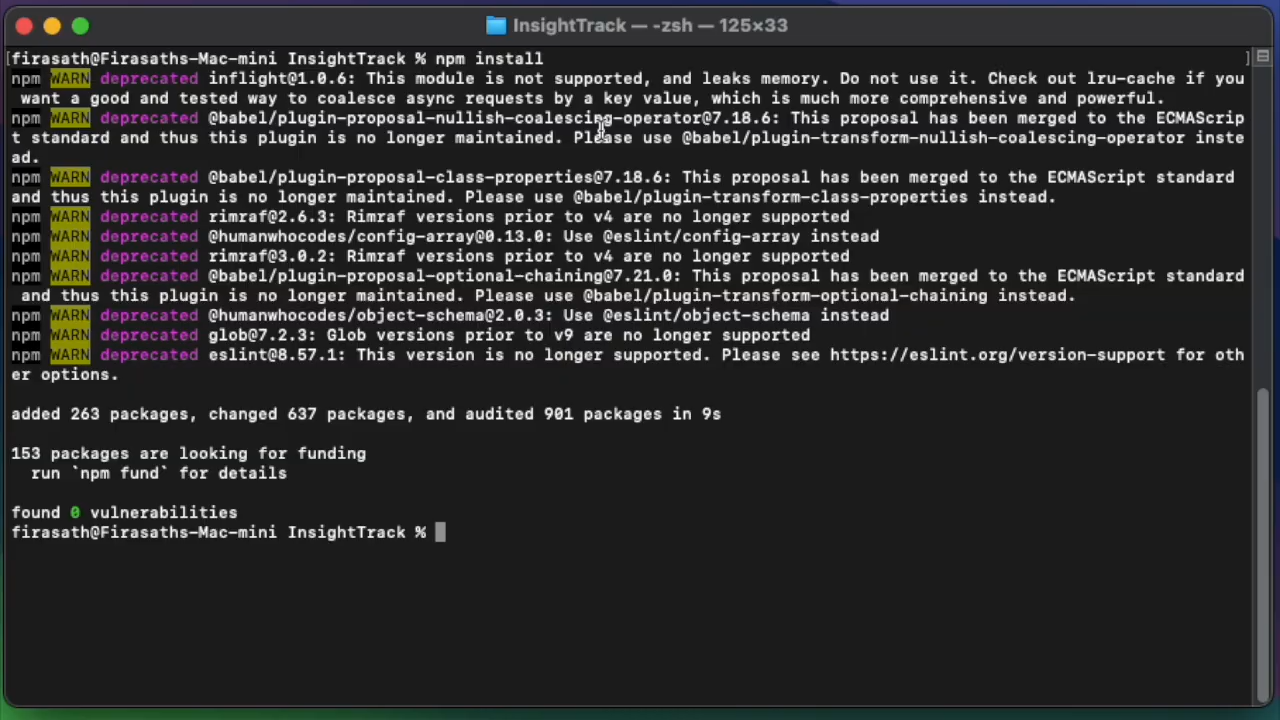 InsightTrack — -zsh — 125×33
[firasath@Firasaths-Mac-mini InsightTrack % npm install ]
npm WARN deprecated inflight@1.0.6: This module is not supported, and leaks memory. Do not use it. Check out lru-cache if you
want a good and tested way to coalesce async requests by a key value, which is much more comprehensive and powerful.
npm WARN deprecated @babel/plugin-proposal-nullish-coalescing-operator@7.18.6: This proposal has been merged to the ECMAScrip
t standard and thus this plugin is no longer maintained. Please use @babel/plugin-transform-nullish-coalescing-operator inste
ad.
npm WARN deprecated @babel/plugin-proposal-class-properties@7.18.6: This proposal has been merged to the ECMAScript standard
and thus this plugin is no longer maintained. Please use @babel/plugin-transform-class-properties instead.
npm WARN deprecated rimraf@2.6.3: Rimraf versions prior to v4 are no longer supported
npm WARN deprecated @humanwhocodes/config-array@0.13.0: Use @eslint/config-array instead
npm WARN deprecated rimraf@3.0.2: Rimraf versions prior to v4 are no longer supported
npm WARN deprecated @babel/plugin-proposal-optional-chaining@7.21.0: This proposal has been merged to the ECMAScript standard
and thus this plugin is no longer maintained. Please use @babel/plugin-transform-optional-chaining instead.
npm WARN deprecated @humanwhocodes/object-schema@2.0.3: Use @eslint/object-schema instead
npm WARN deprecated glob@7.2.3: Glob versions prior to v9 are no longer supported
npm WARN deprecated eslint@8.57.1: This version is no longer supported. Please see https://eslint.org/version-support for oth
er options.
added 263 packages, changed 637 packages, and audited 901 packages in 9s
153 packages are looking for funding
run `npm fund` for details
found 0 vulnerabilities
firasath@Firasaths-Mac-mini InsightTrack %